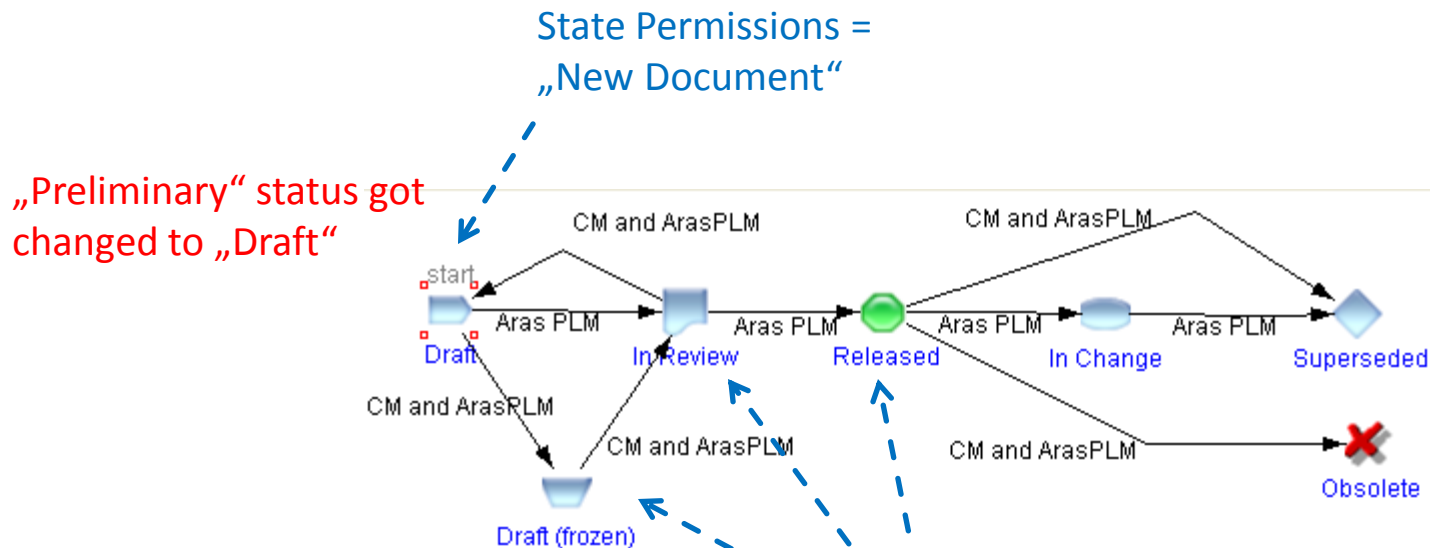 State Permissions =
„New Document“
„Preliminary“ status got
changed to „Draft“
CM and ArasPLM
CM and ArasPLM
start
Aras PLM
Aras PLM
Aras PLM
Aras PLM
Draft
In Review
Released
In Change
Superseded
CM and ArasPLM
CM and ArasPLM
CM and ArasPLM
Obsolete
Draft (frozen)